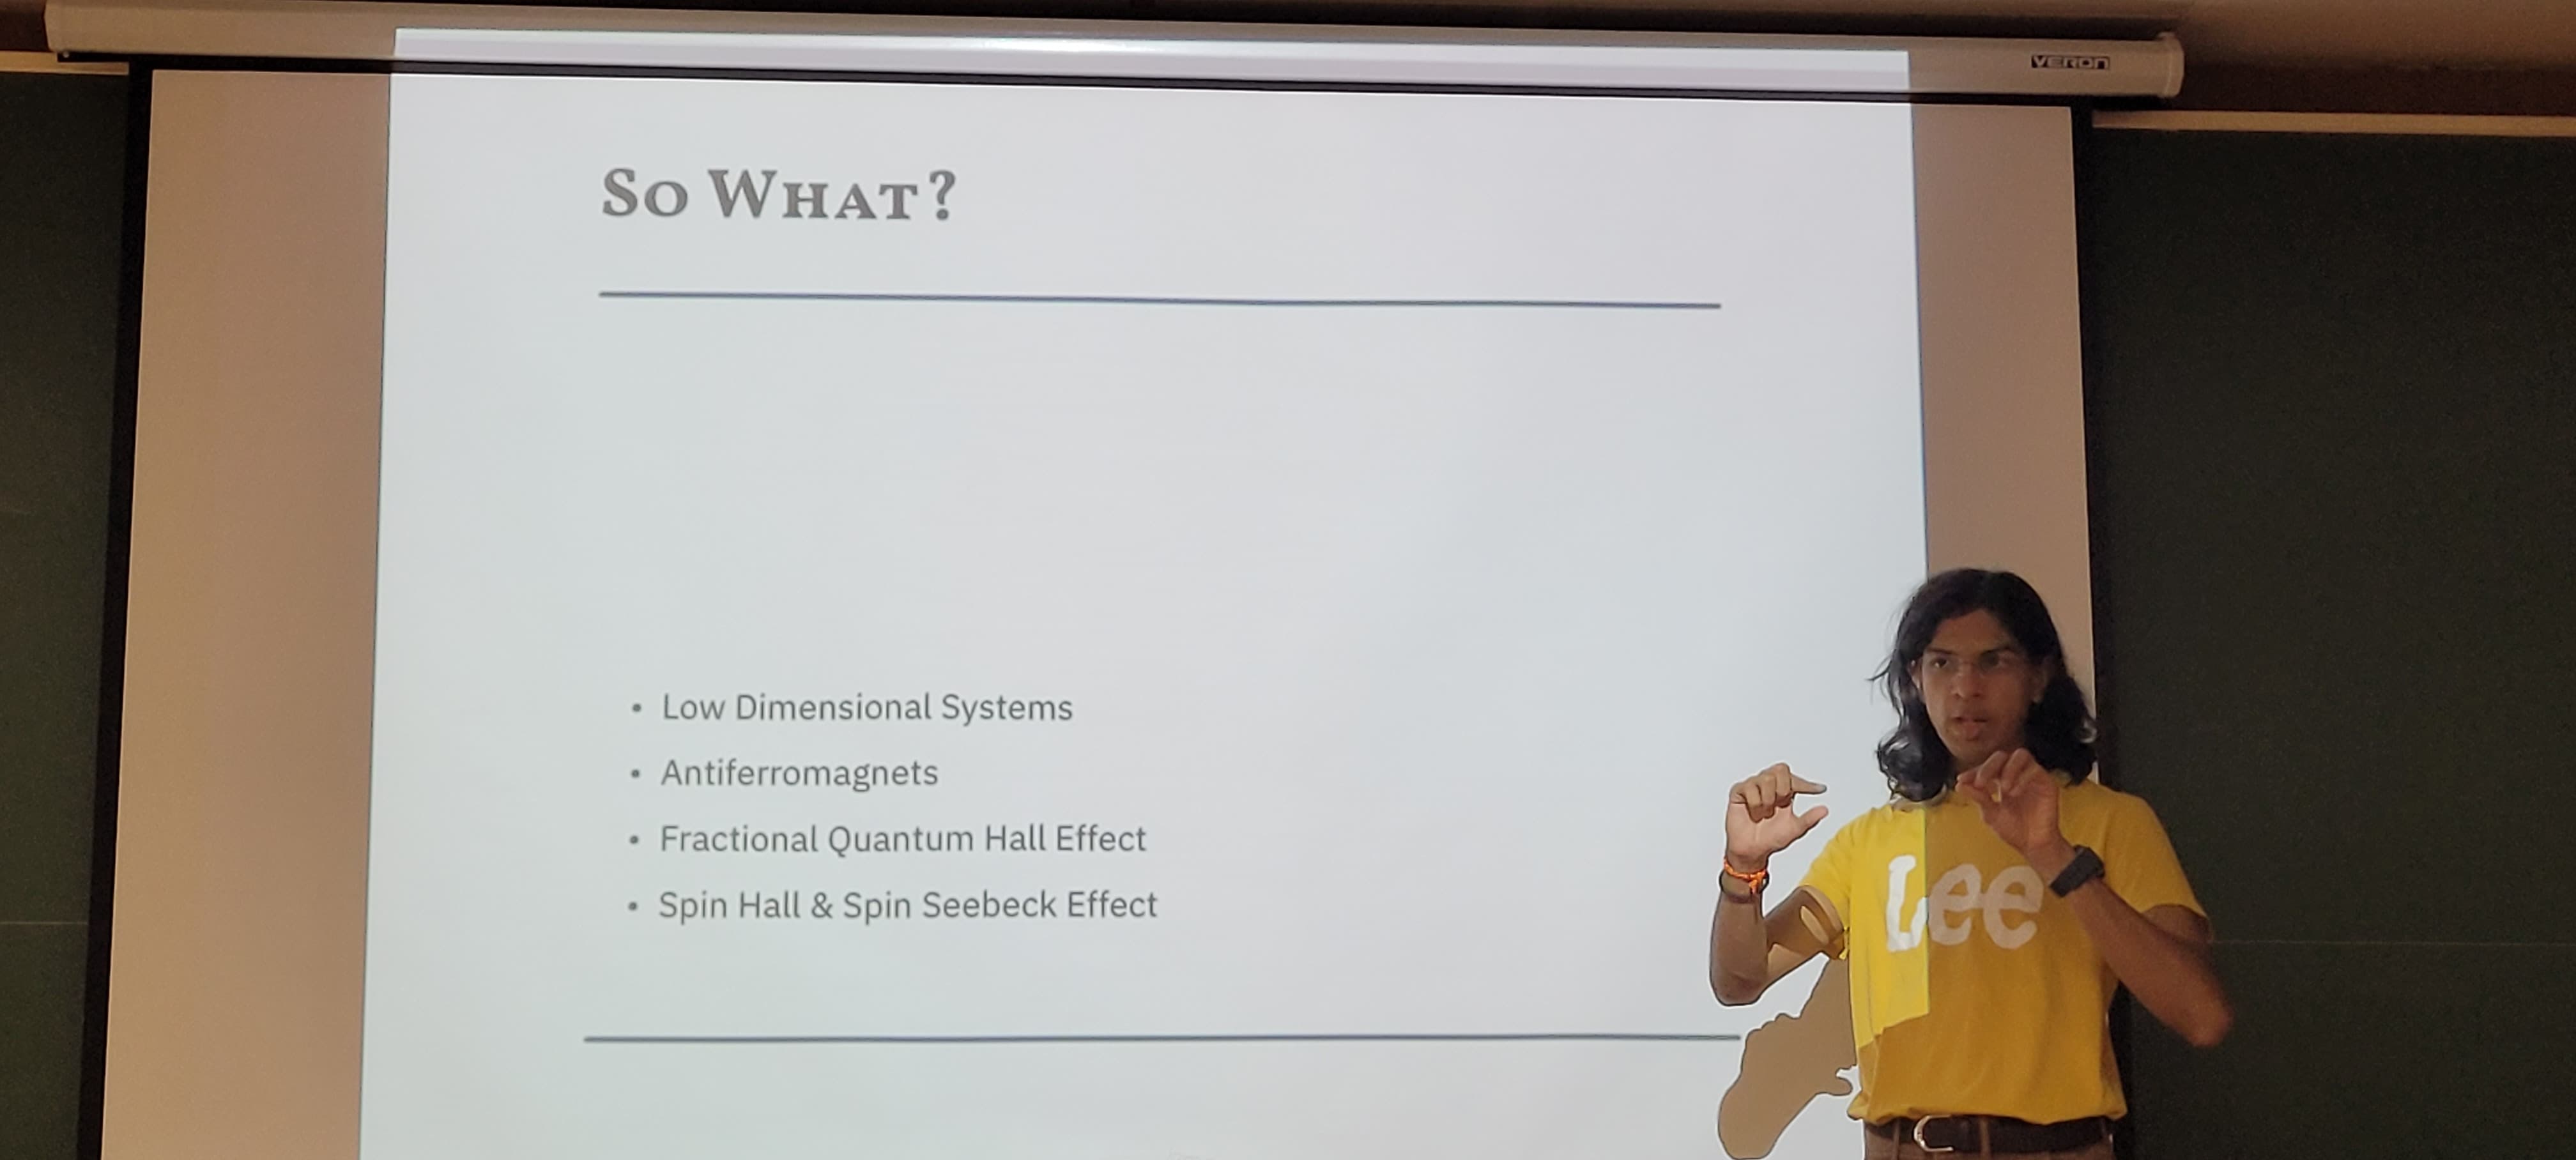 VERON
So What?
• Low Dimensional Systems
• Antiferromagnets
• Fractional Quantum Hall Effect
• Spin Hall & Spin Seebeck Effect
Lee